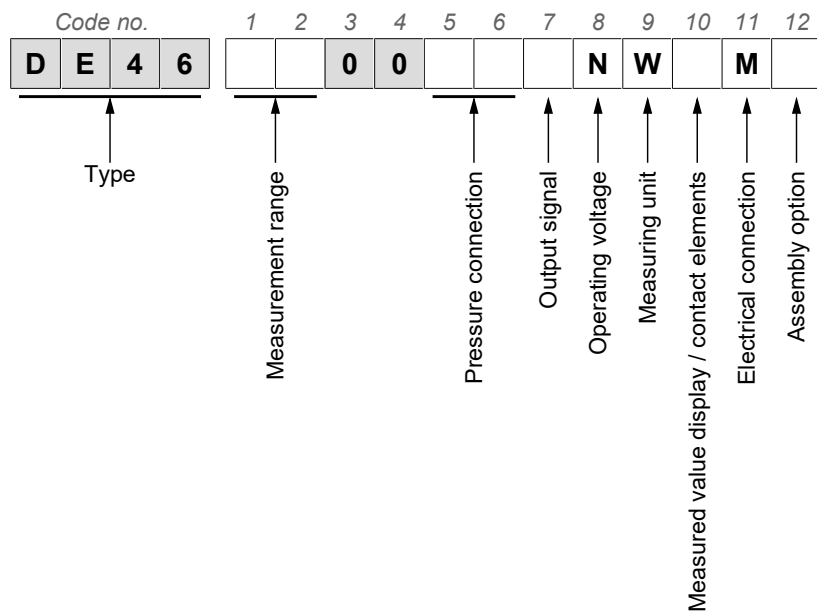 Code no. 1 2 3 4 5 6 7 8 9 10 11 12
D E 4 6 0 0 N W M
Type
Measurement range
Pressure connection
Output signal
Operating voltage
Measuring unit
Measured value display / contact elements
Electrical connection
Assembly option